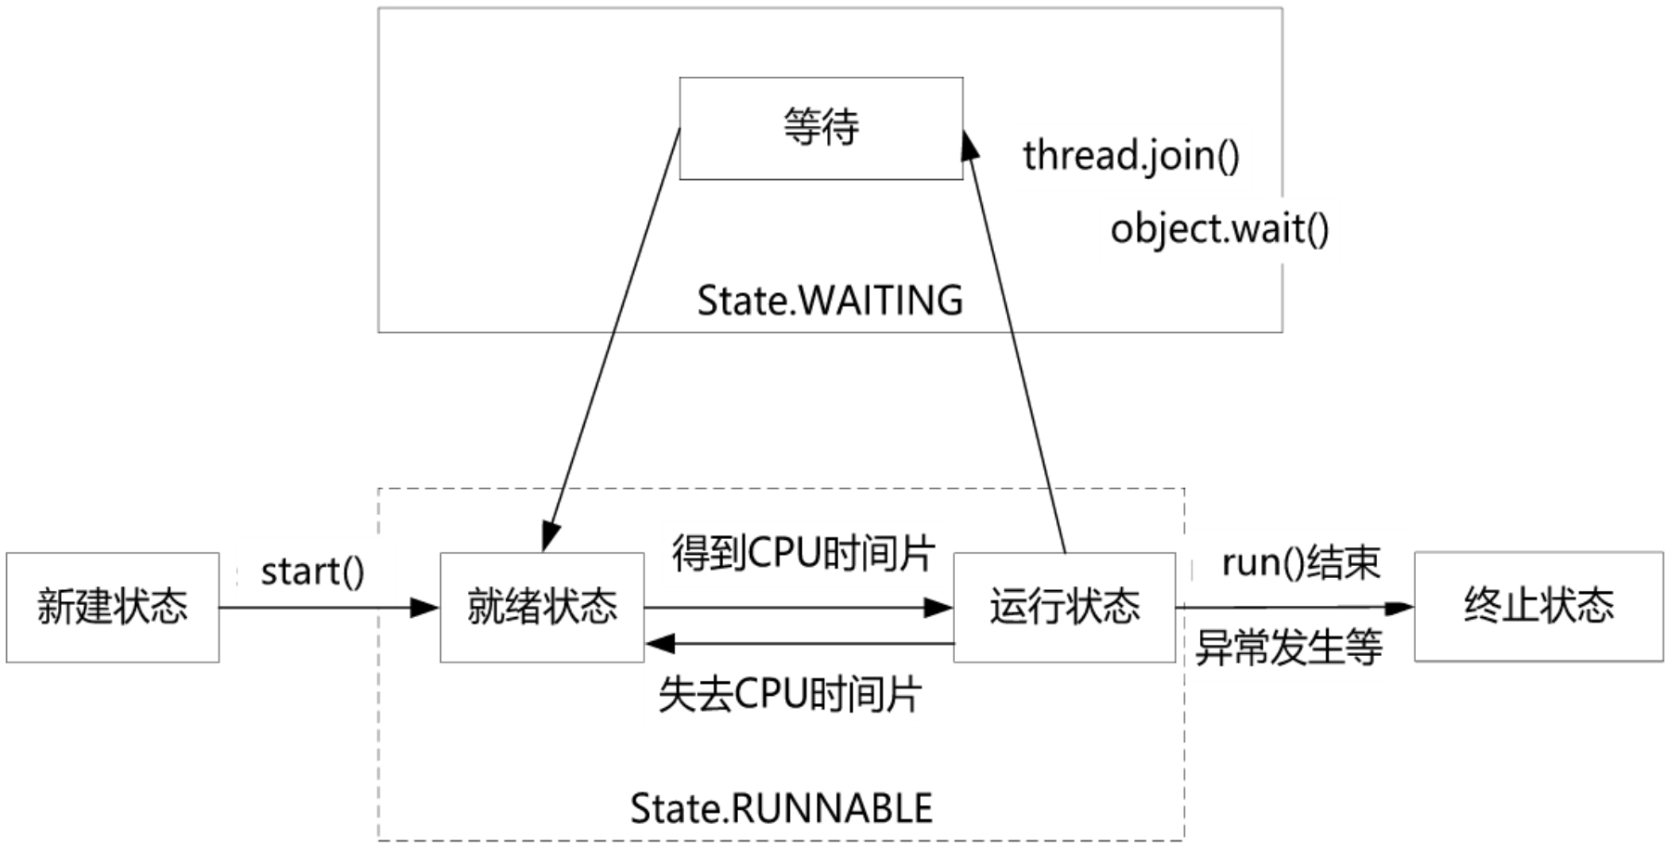 等待
thread.join()
object.wait()
State.WAITING
新建状态
start()
就绪状态
得到CPU时间片
失去CPU时间片
运行状态
run()结束
异常发生等
终止状态
State.RUNNABLE